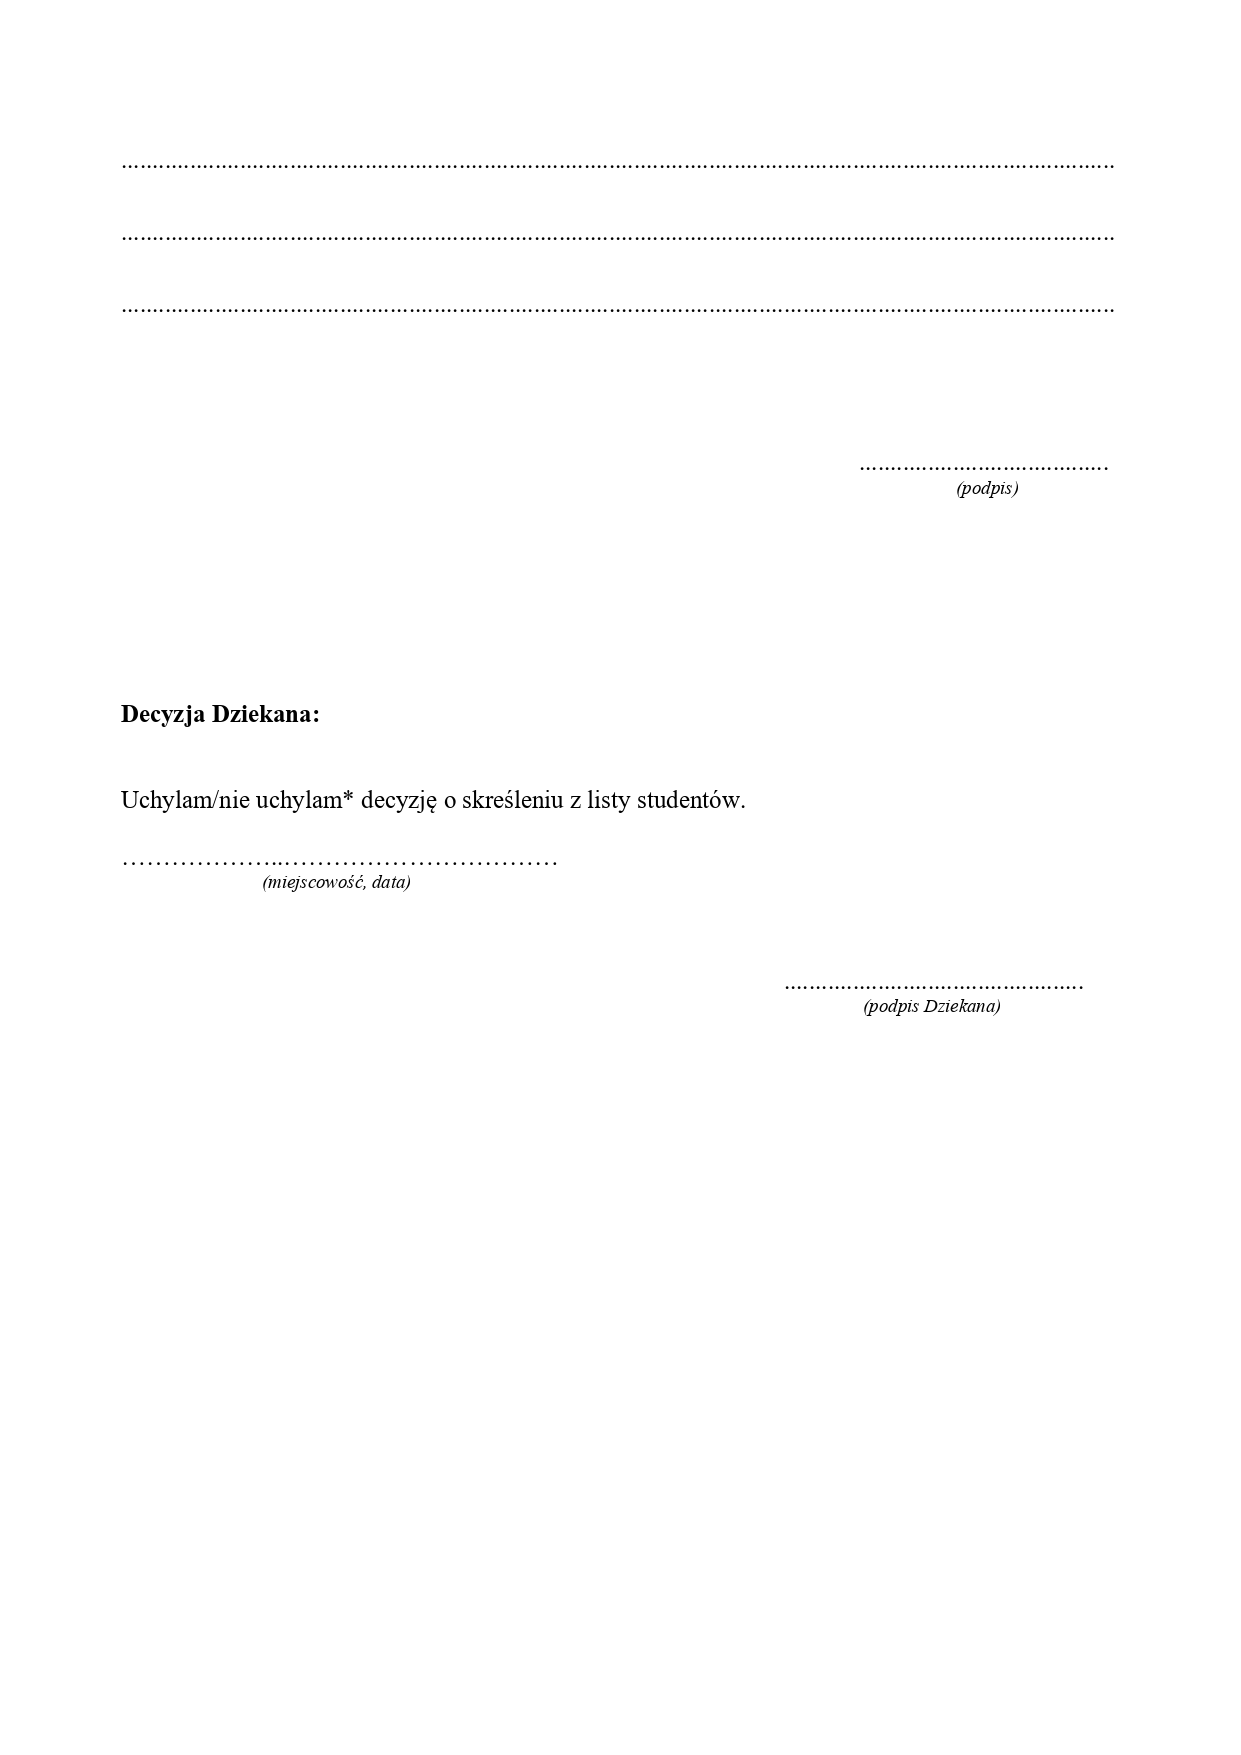 ................................................................................................................................................................
................................................................................................................................................................
................................................................................................................................................................
........................................
(podpis)
Decyzja Dziekana:
Uchylam/nie uchylam* decyzję o skreśleniu z listy studentów.
………………..……………………………
(miejscowość, data)
................................................
(podpis Dziekana)